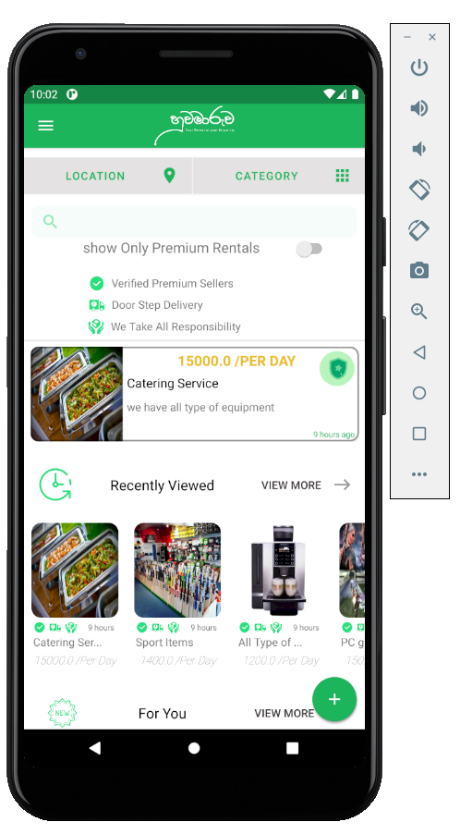 10:02
හුවමාරුව
LOCATION
CATEGORY
show Only Premium Rentals
Verified Premium Sellers
Door Step Delivery
We Take All Responsibility
15000.0 /PER DAY
Catering Service
we have all type of equipment
9 hours ago
Recently Viewed
VIEW MORE
9 hours
9 hours
9 hours
Catering Ser...
Sport Items
All Type of ...
PC g
15000.0 /Per Day
1400.0 /Per Day
1200.0 /Per Day
150
NEW
For You
VIEW MORE